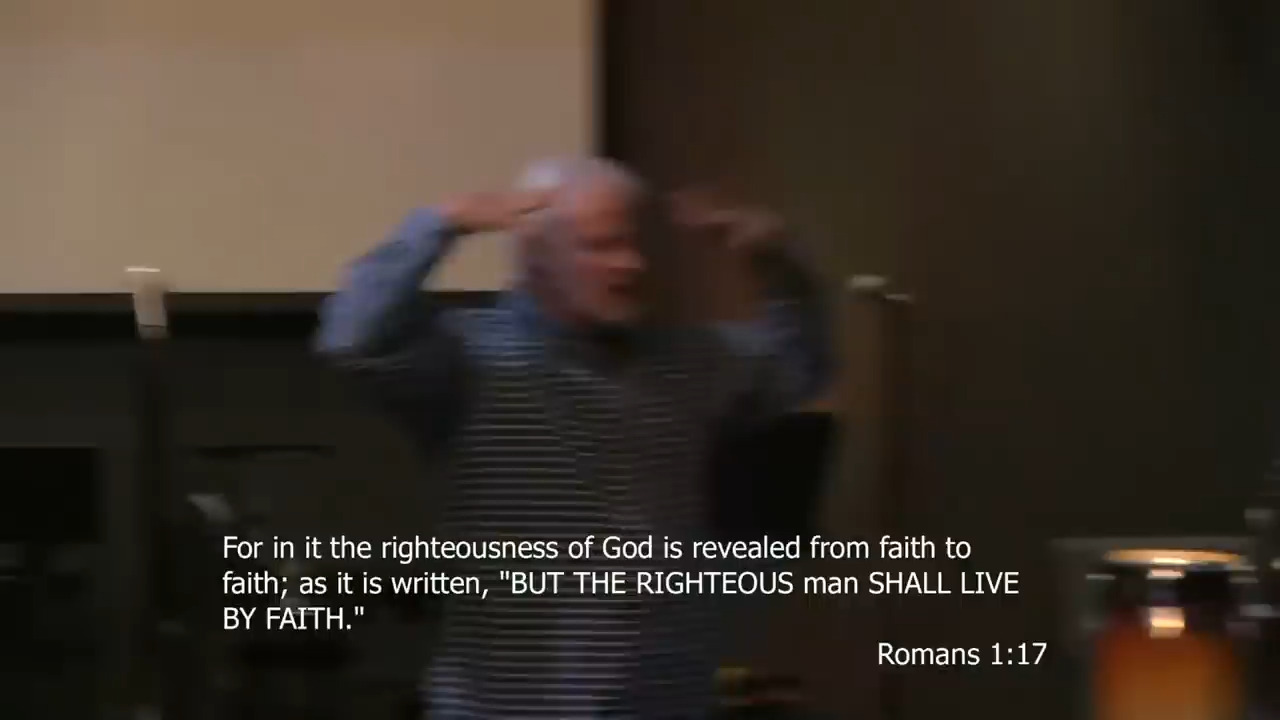 For in it the righteousness of God is revealed from faith to
faith; as it is written, "BUT THE RIGHTEOUS man SHALL LIVE
BY FAITH."
Romans 1:17